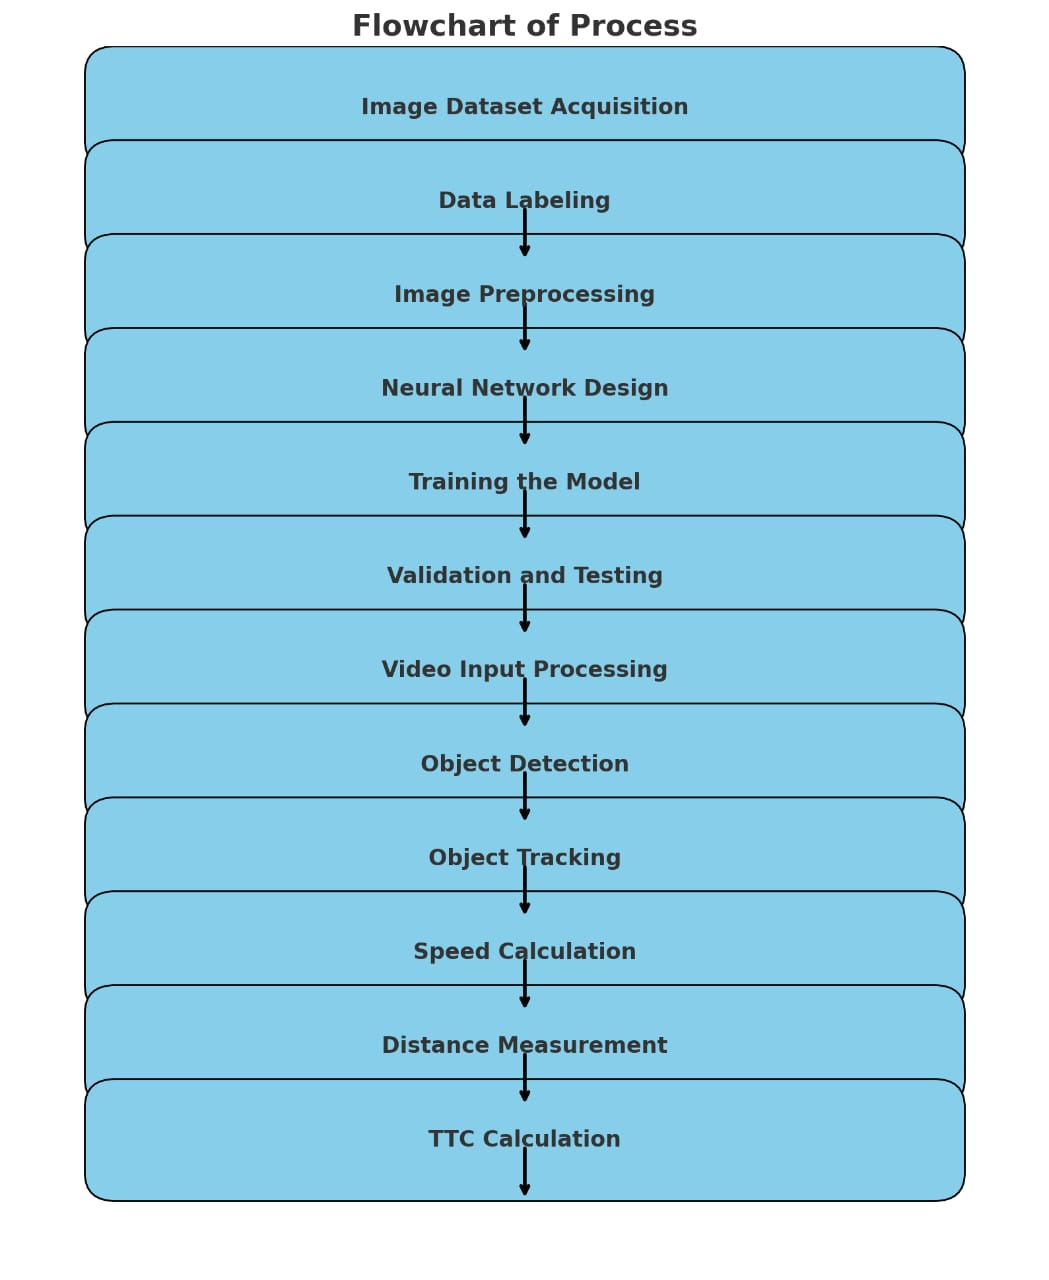 Flowchart of Process
Image Dataset Acquisition
Data Labeling
Image Preprocessing
Neural Network Design
Training the Model
Validation and Testing
Video Input Processing
Object Detection
Object Tracking
Speed Calculation
Distance Measurement
TTC Calculation